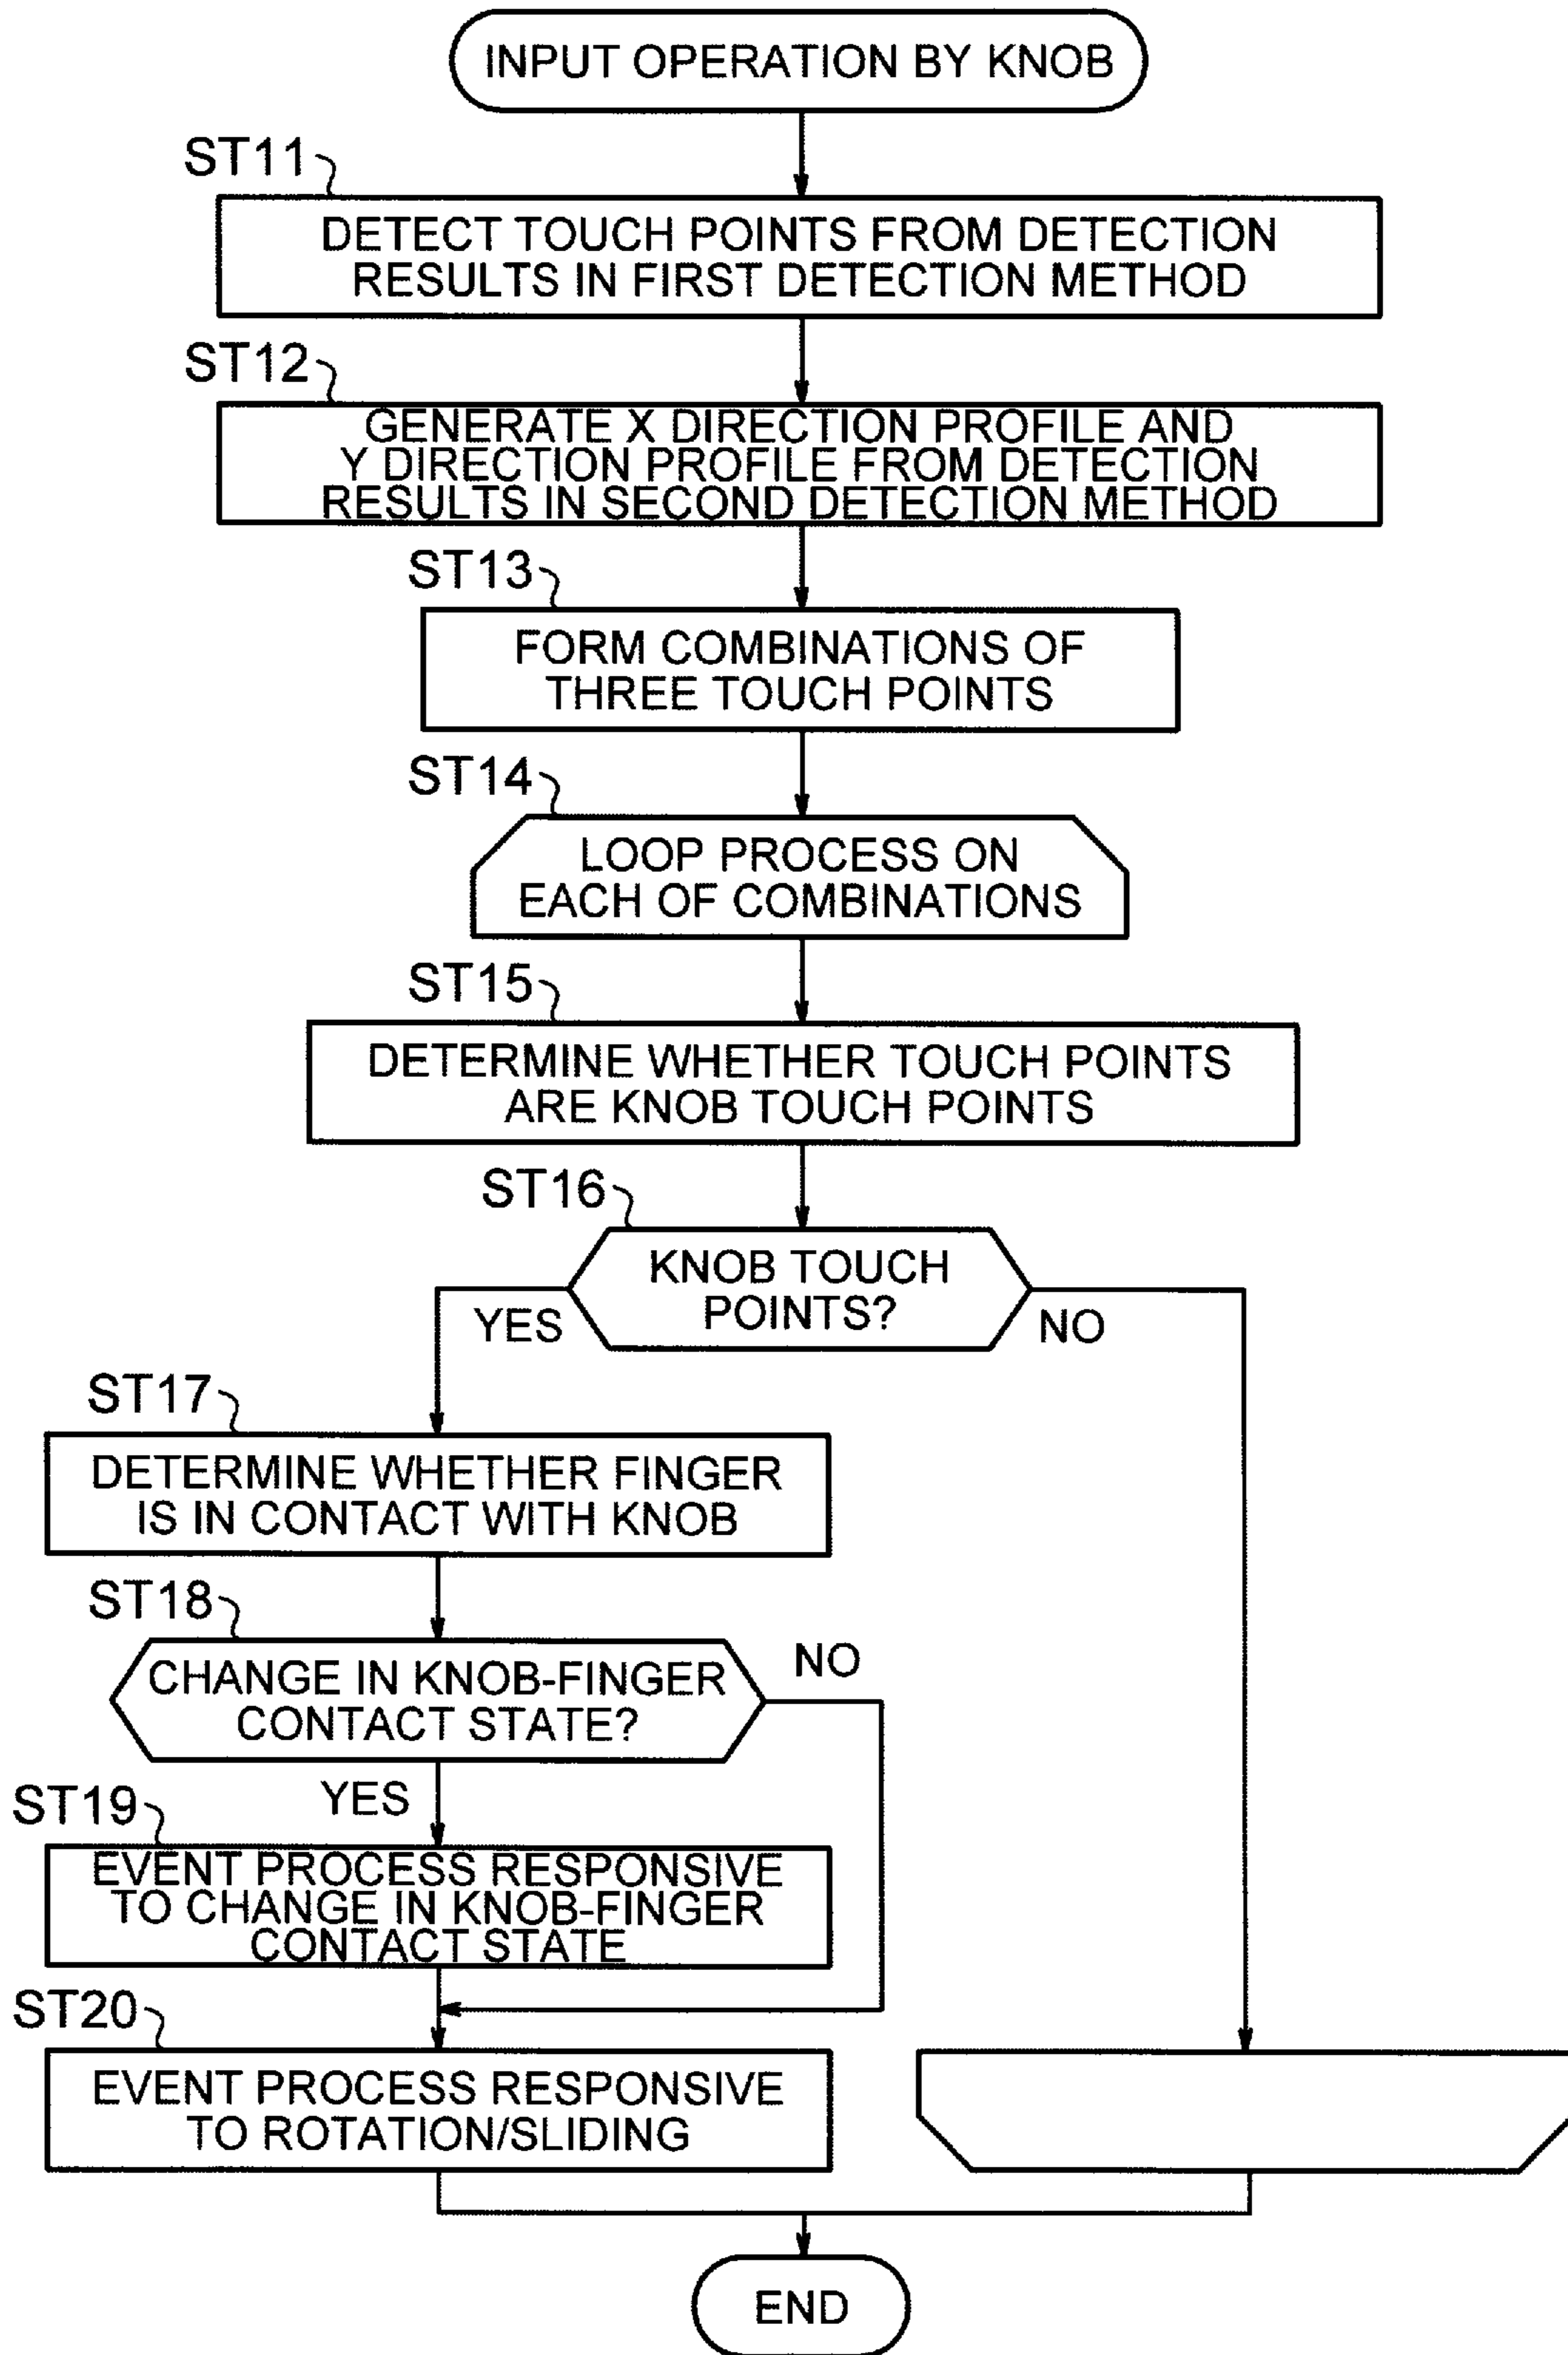 INPUT OPERATION BY KNOB
ST11
DETECT TOUCH POINTS FROM DETECTION
RESULTS IN FIRST DETECTION METHOD
ST12
GENERATE X DIRECTION PROFILE AND
Y DIRECTION PROFILE FROM DETECTION
RESULTS IN SECOND DETECTION METHOD
ST13
FORM COMBINATIONS OF
THREE TOUCH POINTS
ST14
LOOP PROCESS ON
EACH OF COMBINATIONS
ST15
DETERMINE WHETHER TOUCH POINTS
ARE KNOB TOUCH POINTS
ST16
KNOB TOUCH
POINTS?
YES
NO
ST17
DETERMINE WHETHER FINGER
IS IN CONTACT WITH KNOB
ST18
CHANGE IN KNOB-FINGER
CONTACT STATE?
NO
YES
ST19
EVENT PROCESS RESPONSIVE
TO CHANGE IN KNOB-FINGER
CONTACT STATE
ST20
EVENT PROCESS RESPONSIVE
TO ROTATION/SLIDING
END